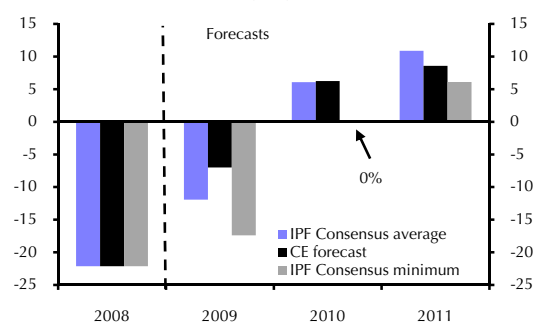 15 15
Forecasts
10 10
5 5
0 0
-5 -5
0%
-10 -10
-15 -15
IPF Consensus average
-20 CE forecast -20
IPF Consensus minimum
-25 -25
2008 2009 2010 2011